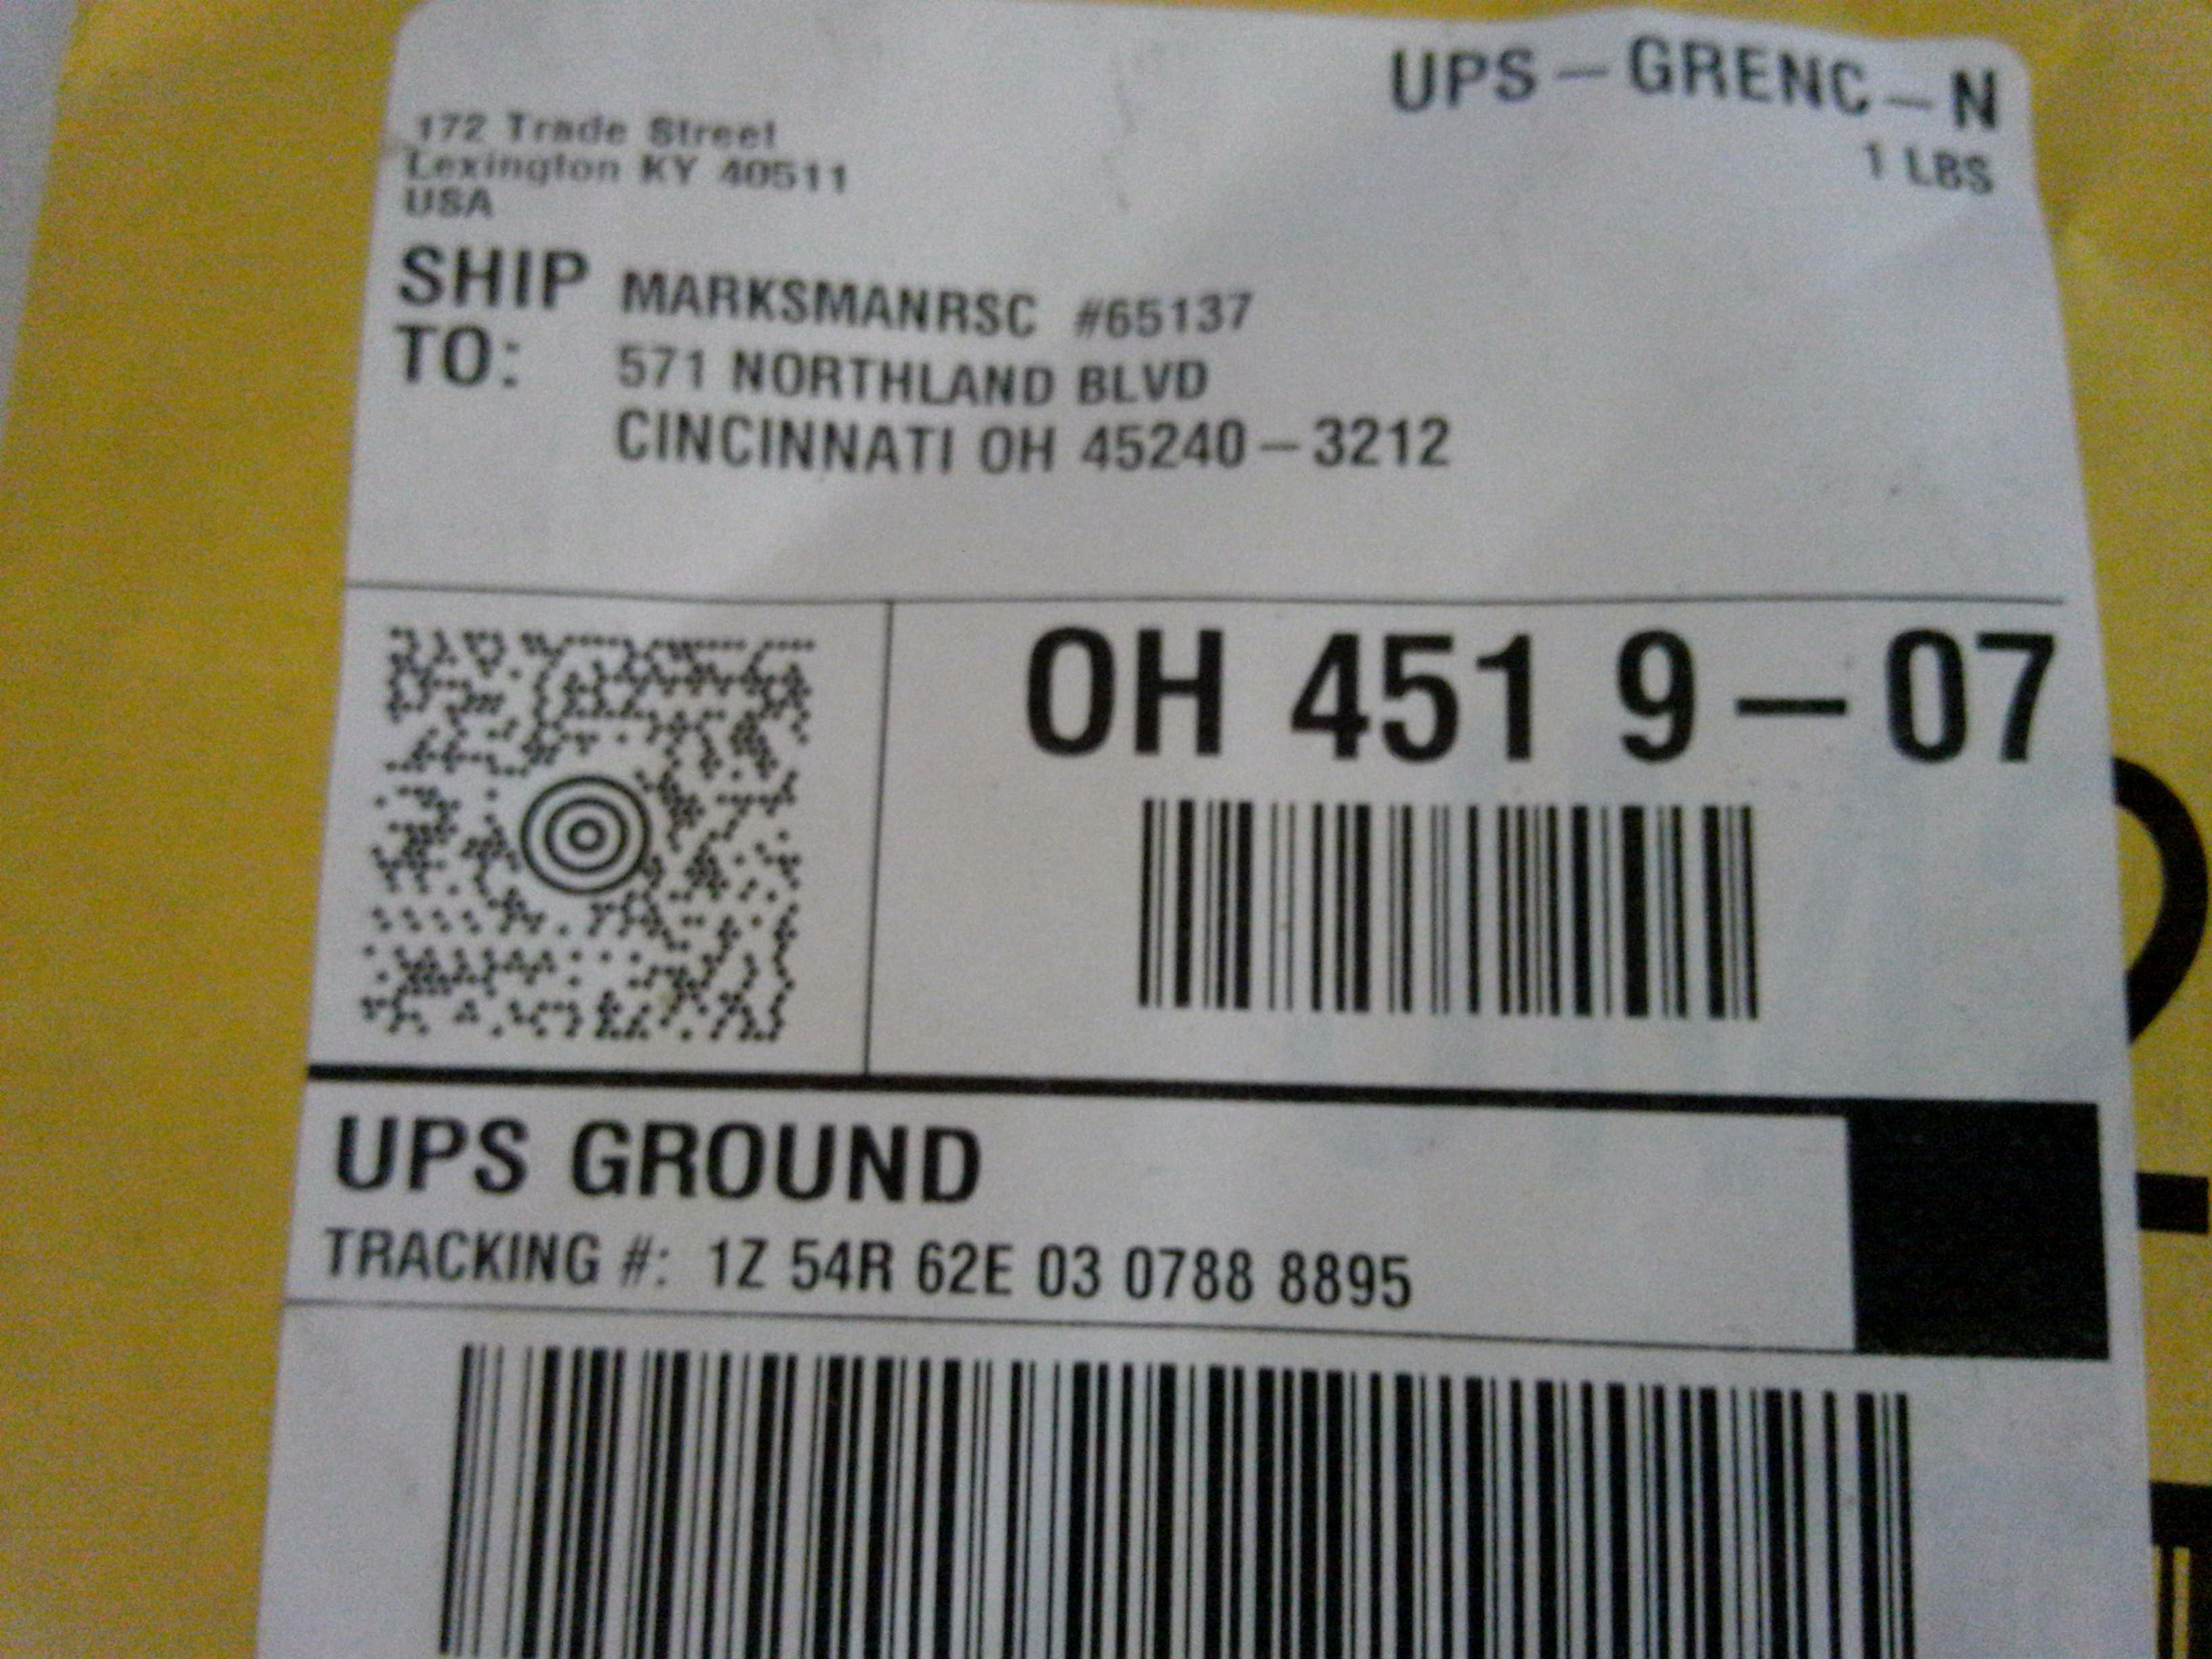 UPS-GRENC-N
1 LBS
172 Trade Street
Lexington KY 40511
USA
SHIP TO:
MARKSMANRSC #65137
571 NORTHLAND BLVD
CINCINNATI OH 45240-3212
OH 451 9-07
UPS GROUND
TRACKING #: 1Z 54R 62E 03 0788 8895